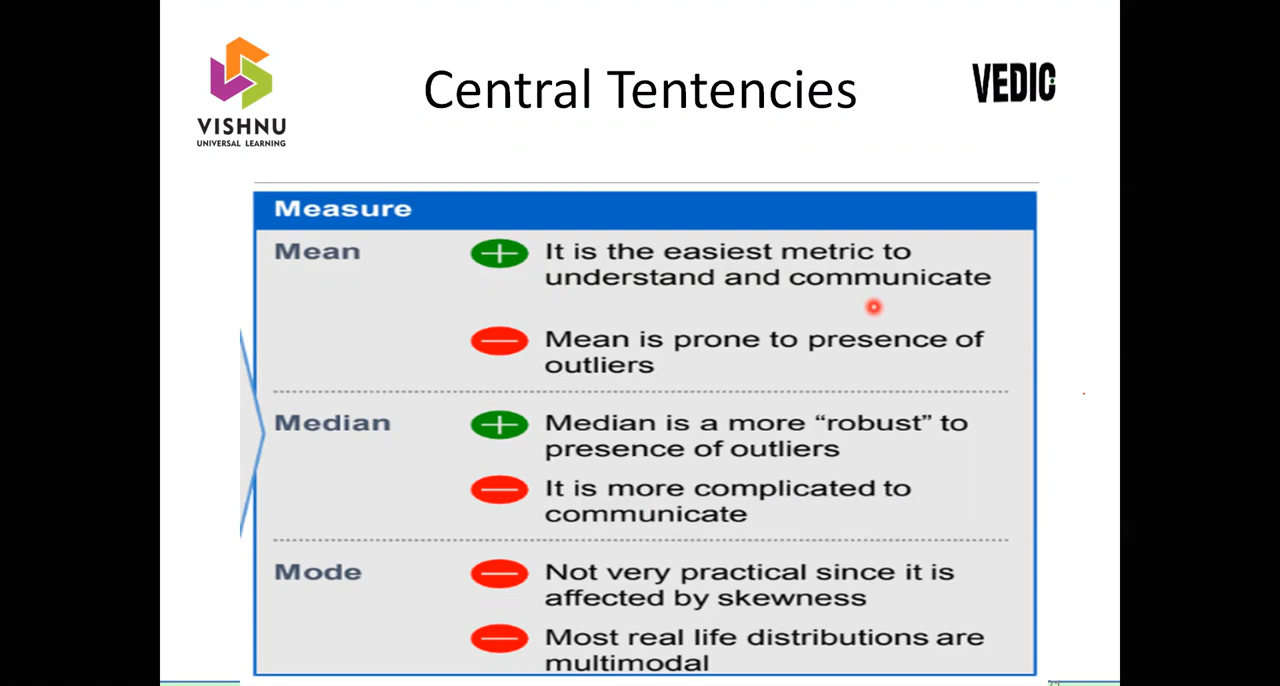 VISHNU
UNIVERSAL LEARNING
Central Tentencies
VEDIC
Measure
Mean
It is the easiest metric to
understand and communicate
Mean is prone to presence of
outliers
Median
Median is a more “robust” to
presence of outliers
It is more complicated to
communicate
Mode
Not very practical since it is
affected by skewness
Most real life distributions are
multimodal